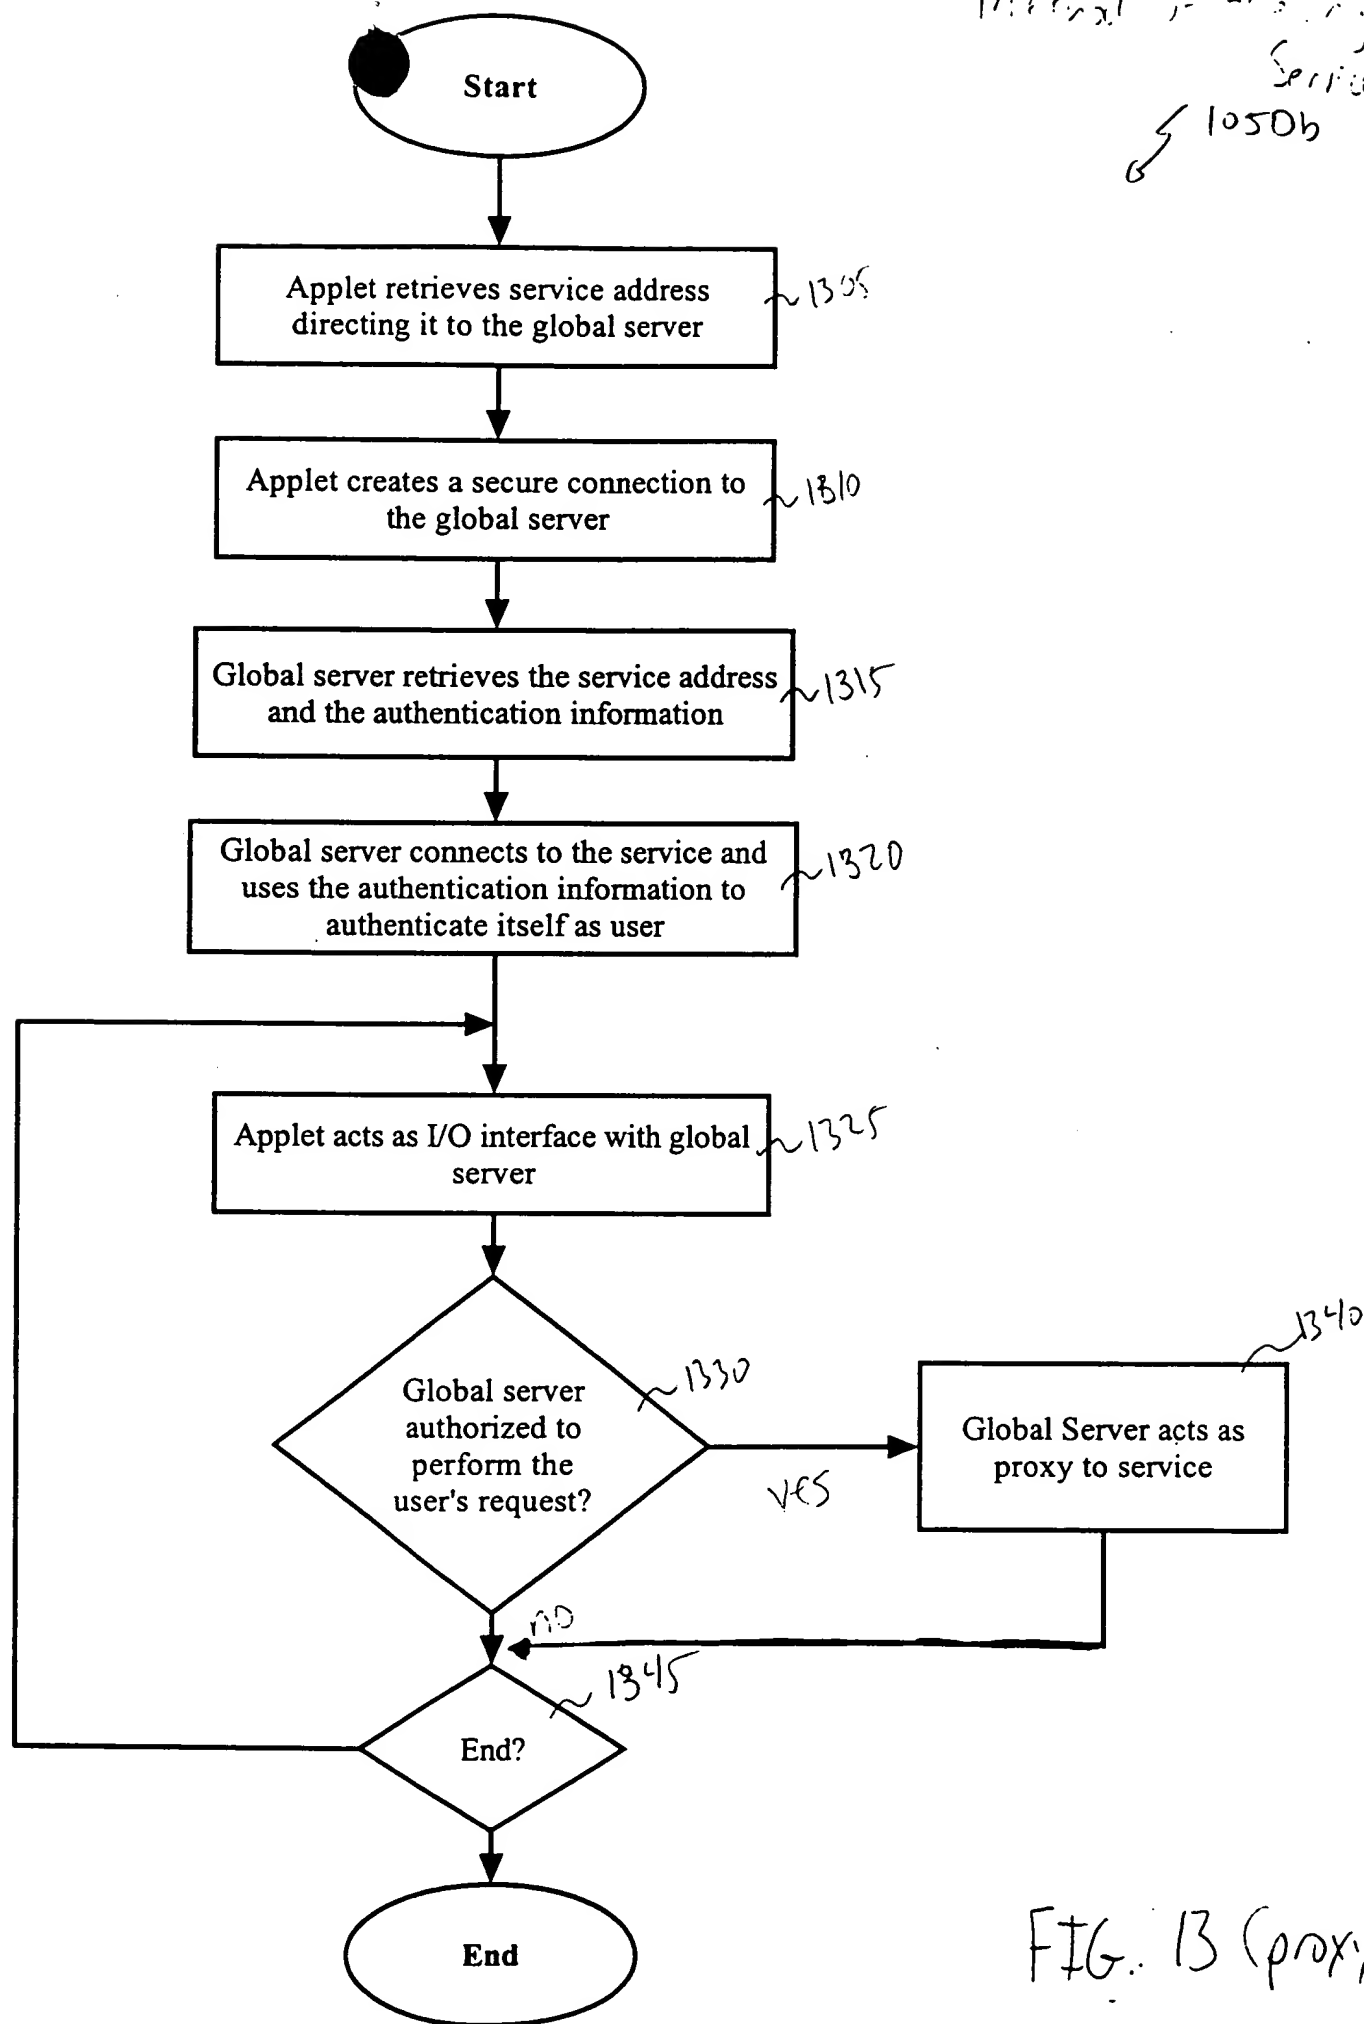 Start
1050b
Applet retrieves service address
directing it to the global server
1305
Applet creates a secure connection to
the global server
1310
Global server retrieves the service address
and the authentication information
1315
Global server connects to the service and
uses the authentication information to
authenticate itself as user
1320
Applet acts as I/O interface with global
server
1325
Global server
authorized to
perform the
user's request?
1330
yes
1340
Global Server acts as
proxy to service
no
1345
End?
End
FIG. 13